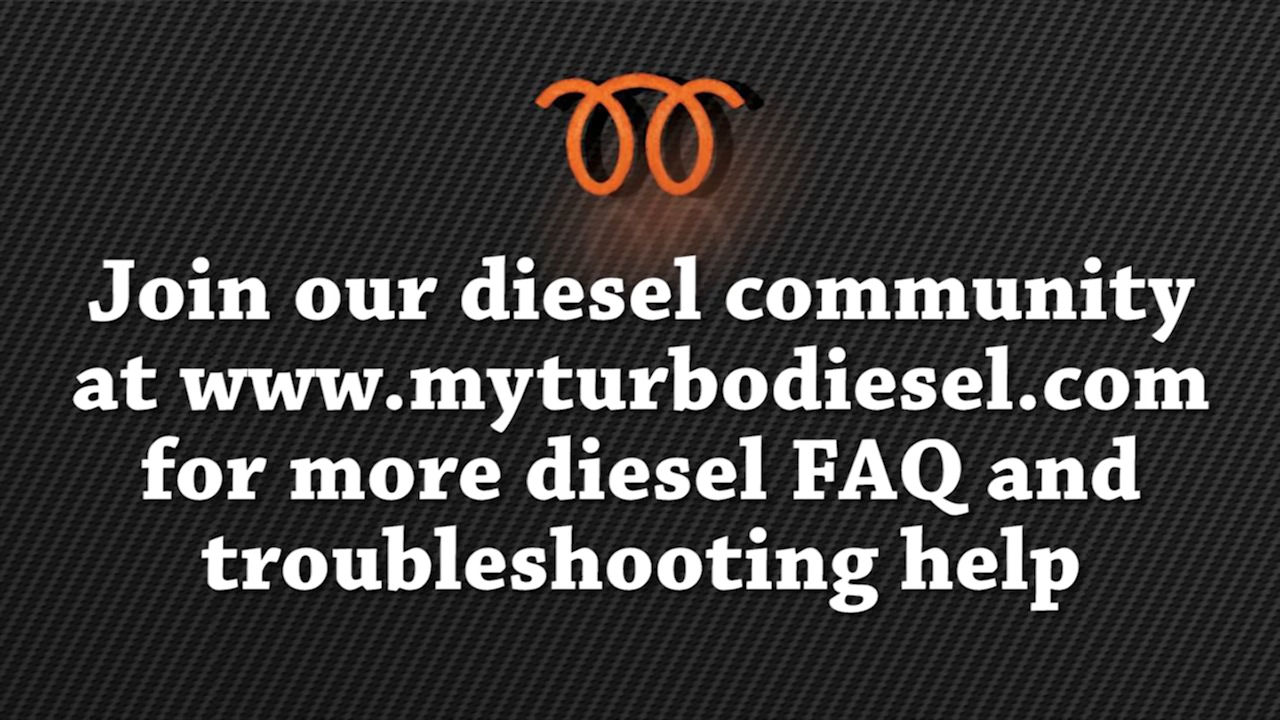 Join our diesel community
at www.myturbodiesel.com
for more diesel FAQ and
troubleshooting help